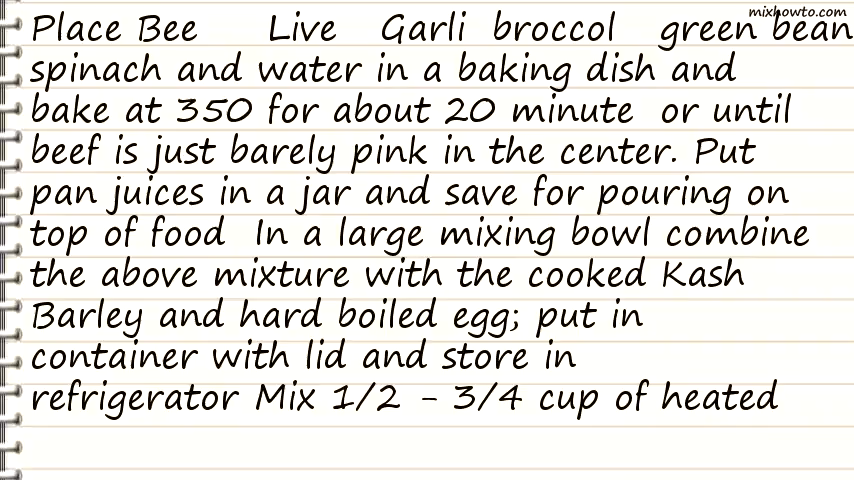 mixhowto.com
Place Bee Live Garli broccol green bean
spinach and water in a baking dish and
bake at 350 for about 20 minute or until
beef is just barely pink in the center. Put
pan juices in a jar and save for pouring on
top of food In a large mixing bowl combine
the above mixture with the cooked Kash
Barley and hard boiled egg; put in
container with lid and store in
refrigerator Mix 1/2 - 3/4 cup of heated